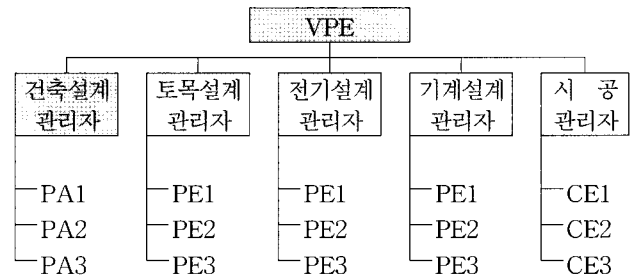 VPE
건축설계 토목설계 전기설계 기계설계 시 공
관리자 관리자 관리자 관리자 관리자
PA1 PE1 PE1 PE1 CE1
PA2 PE2 PE2 PE2 CE2
PA3 PE3 PE3 PE3 CE3